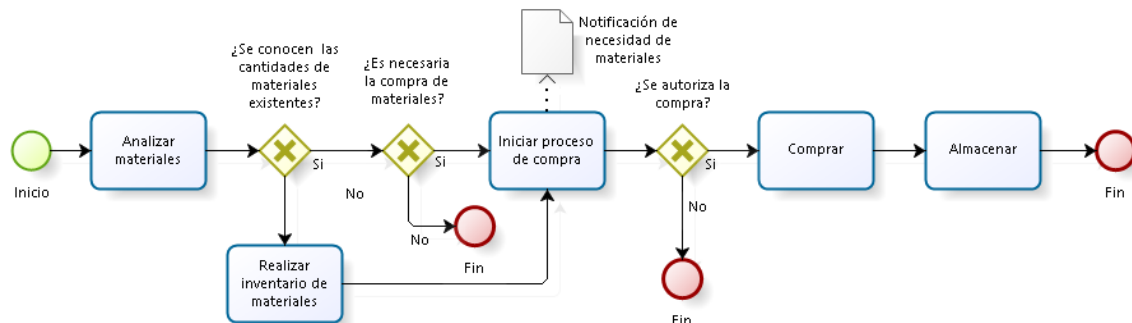 Notificación de
necesidad de
materiales
¿Se conocen las
cantidades de
materiales
existentes?
¿Es necesaria
la compra de
materiales?
¿Se autoriza la
compra?
Inicio
Analizar
materiales
Si
Si
Iniciar proceso
de compra
Si
Comprar
Almacenar
Fin
No
No
Fin
No
Fin
Realizar
inventario de
materiales